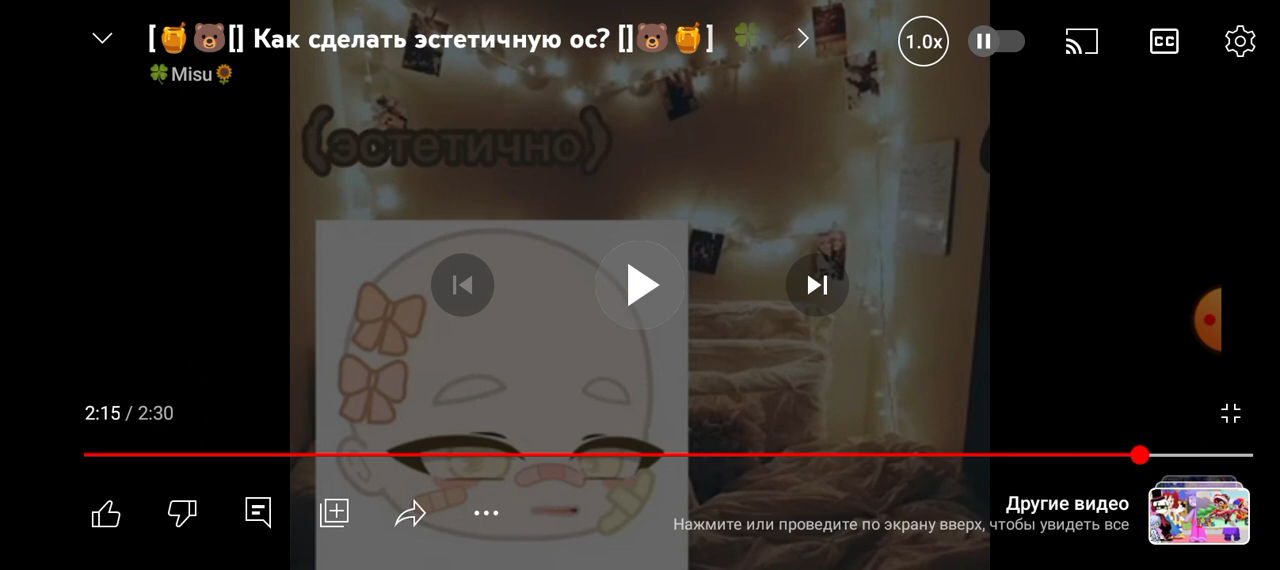 [🍯🐻[] Как сделать эстетичную ос? []🐻🍯] 🍀
🍀Misu🌻
1.0x
CC
(эстетично)
2:15 / 2:30
Другие видео
Нажмите или проведите по экрану вверх, чтобы увидеть все